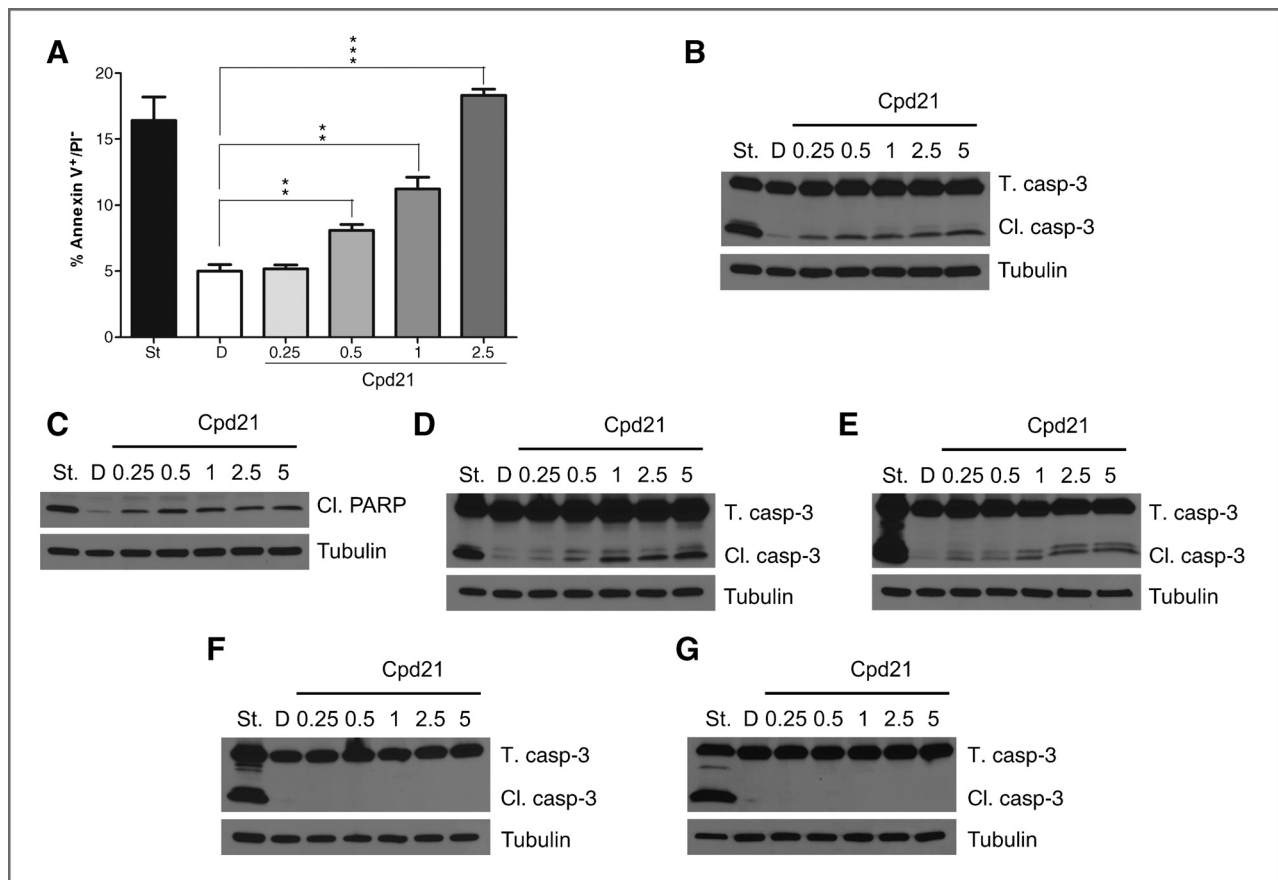 A
***
**
**
% Annexin V⁺/PI⁻
20
15
10
5
0
St D 0.25 0.5 1 2.5
Cpd21
B
Cpd21
St. D 0.25 0.5 1 2.5 5
T. casp-3
Cl. casp-3
Tubulin
C
Cpd21
St. D 0.25 0.5 1 2.5 5
Cl. PARP
Tubulin
D
Cpd21
St. D 0.25 0.5 1 2.5 5
T. casp-3
Cl. casp-3
Tubulin
E
Cpd21
St. D 0.25 0.5 1 2.5 5
T. casp-3
Cl. casp-3
Tubulin
F
Cpd21
St. D 0.25 0.5 1 2.5 5
T. casp-3
Cl. casp-3
Tubulin
G
Cpd21
St. D 0.25 0.5 1 2.5 5
T. casp-3
Cl. casp-3
Tubulin